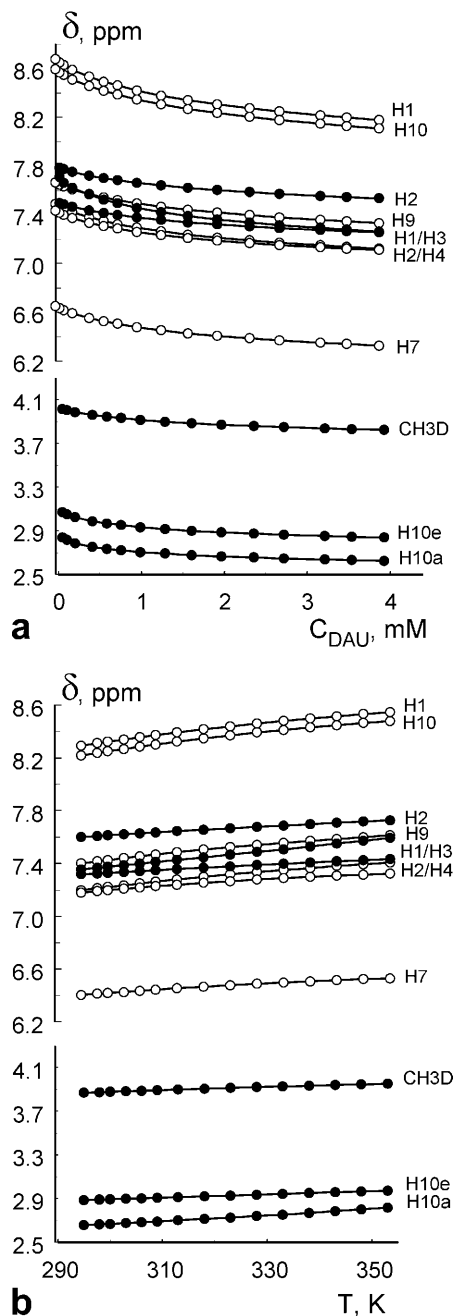 δ, ppm
8.6
H1
8.2
H10
7.8
H2
7.4
H9
H1/H3
7.0
H2/H4
6.6
H7
6.2
4.1
CH3D
3.7
3.1
H10e
2.9
H10a
2.5
0 1 2 3 4
a
C_DAU, mM
δ, ppm
8.6
H1
H10
8.2
7.8
H2
H9
7.4
H1/H3
H2/H4
7.0
6.6
H7
6.2
4.1
CH3D
3.7
3.1
2.9
H10e
H10a
2.5
290 310 330 350
b
T, K